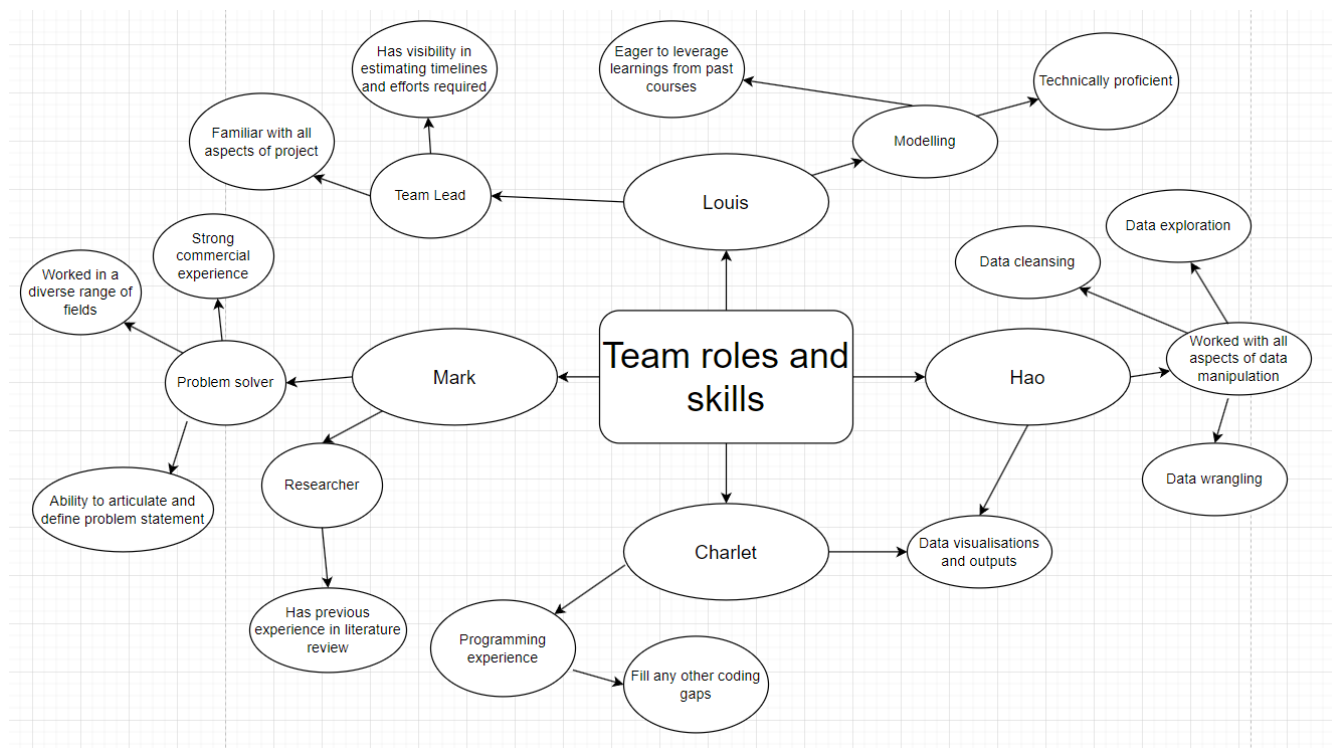 Has visibility in
estimating timelines
and efforts required
Eager to leverage
learnings from past
courses
Technically proficient
Familiar with all
aspects of project
Modelling
Team Lead
Louis
Data exploration
Strong
commercial
experience
Data cleansing
Worked in a
diverse range of
fields
Team roles and
skills
Worked with all
aspects of data
manipulation
Problem solver
Mark
Hao
Researcher
Data wrangling
Ability to articulate and
define problem statement
Charlet
Data visualisations
and outputs
Has previous
experience in literature
review
Programming
experience
Fill any other coding
gaps